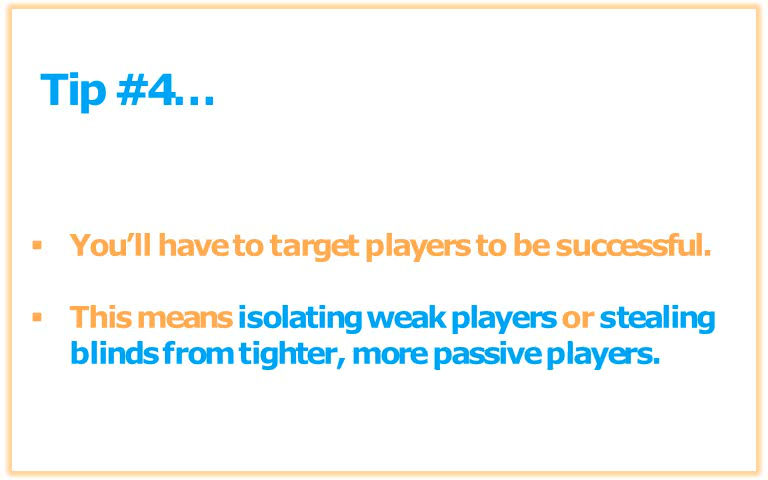 Tip #4…
▪ You’ll have to target players to be successful.
▪ This means isolating weak players or stealing
blinds from tighter, more passive players.